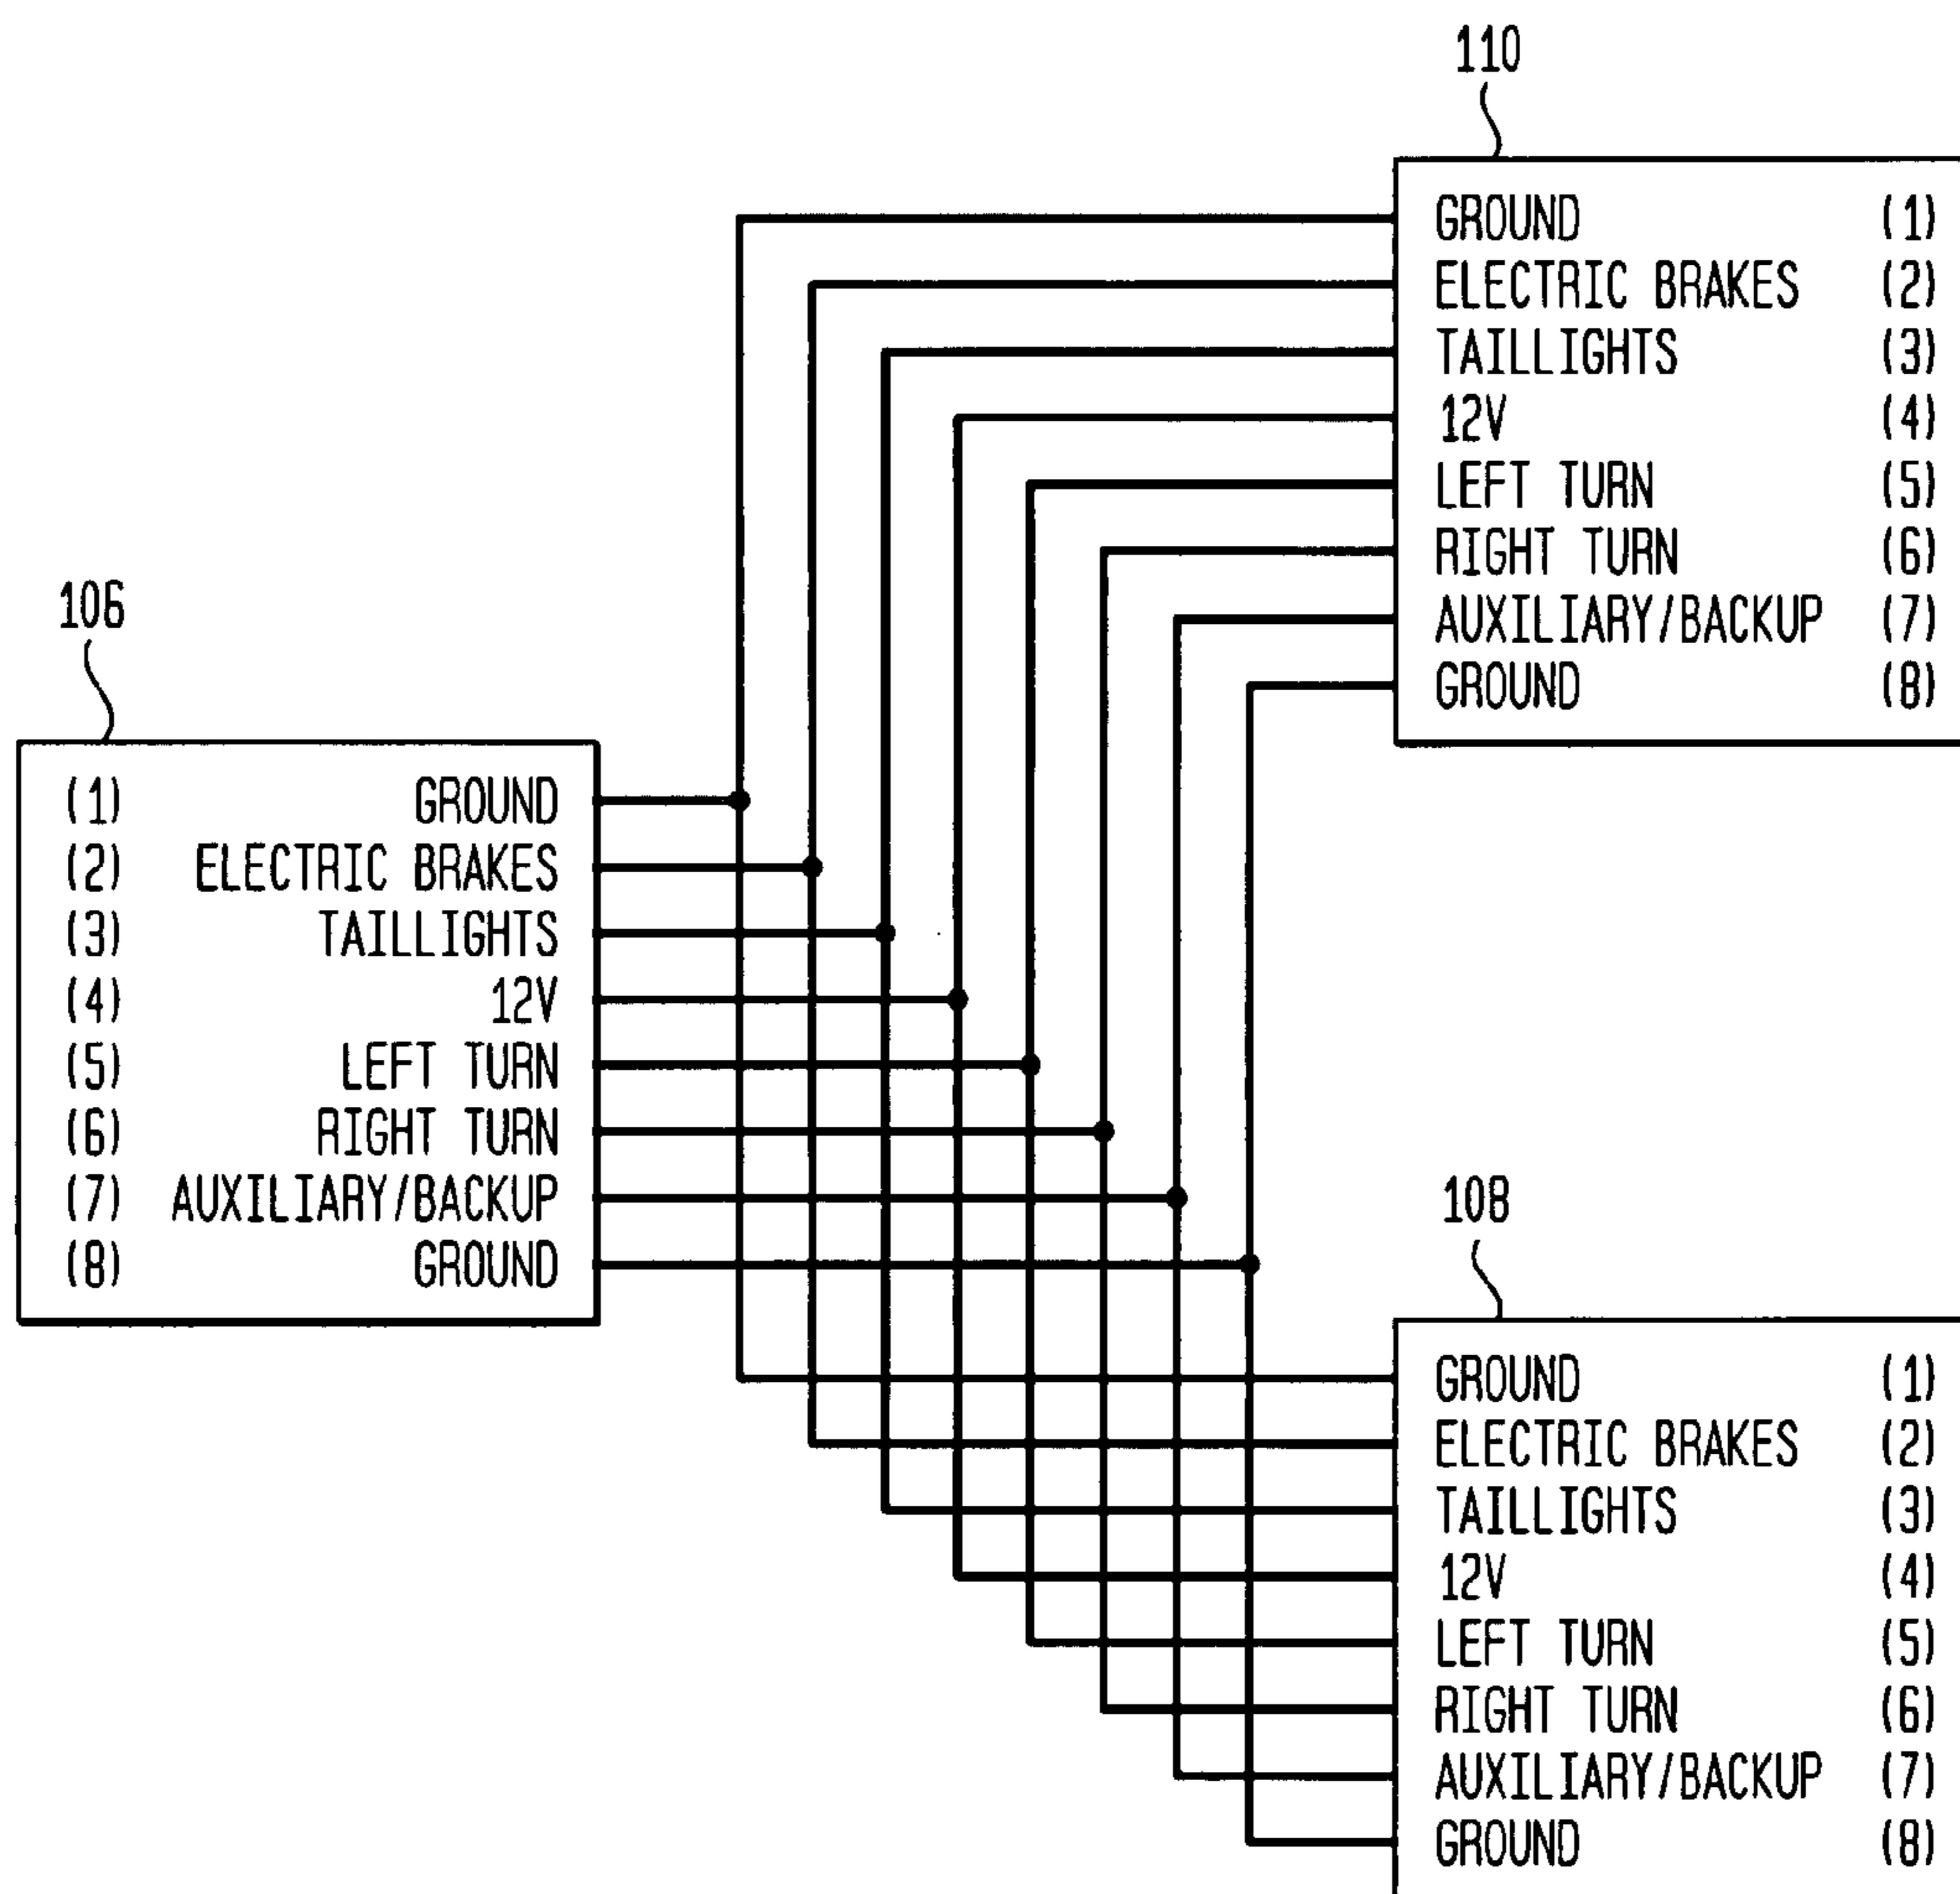 110
GROUND (1)
ELECTRIC BRAKES (2)
TAILLIGHTS (3)
12V (4)
LEFT TURN (5)
RIGHT TURN (6)
AUXILIARY/BACKUP (7)
GROUND (8)
106
(1) GROUND
(2) ELECTRIC BRAKES
(3) TAILLIGHTS
(4) 12V
(5) LEFT TURN
(6) RIGHT TURN
(7) AUXILIARY/BACKUP
(8) GROUND
108
GROUND (1)
ELECTRIC BRAKES (2)
TAILLIGHTS (3)
12V (4)
LEFT TURN (5)
RIGHT TURN (6)
AUXILIARY/BACKUP (7)
GROUND (8)